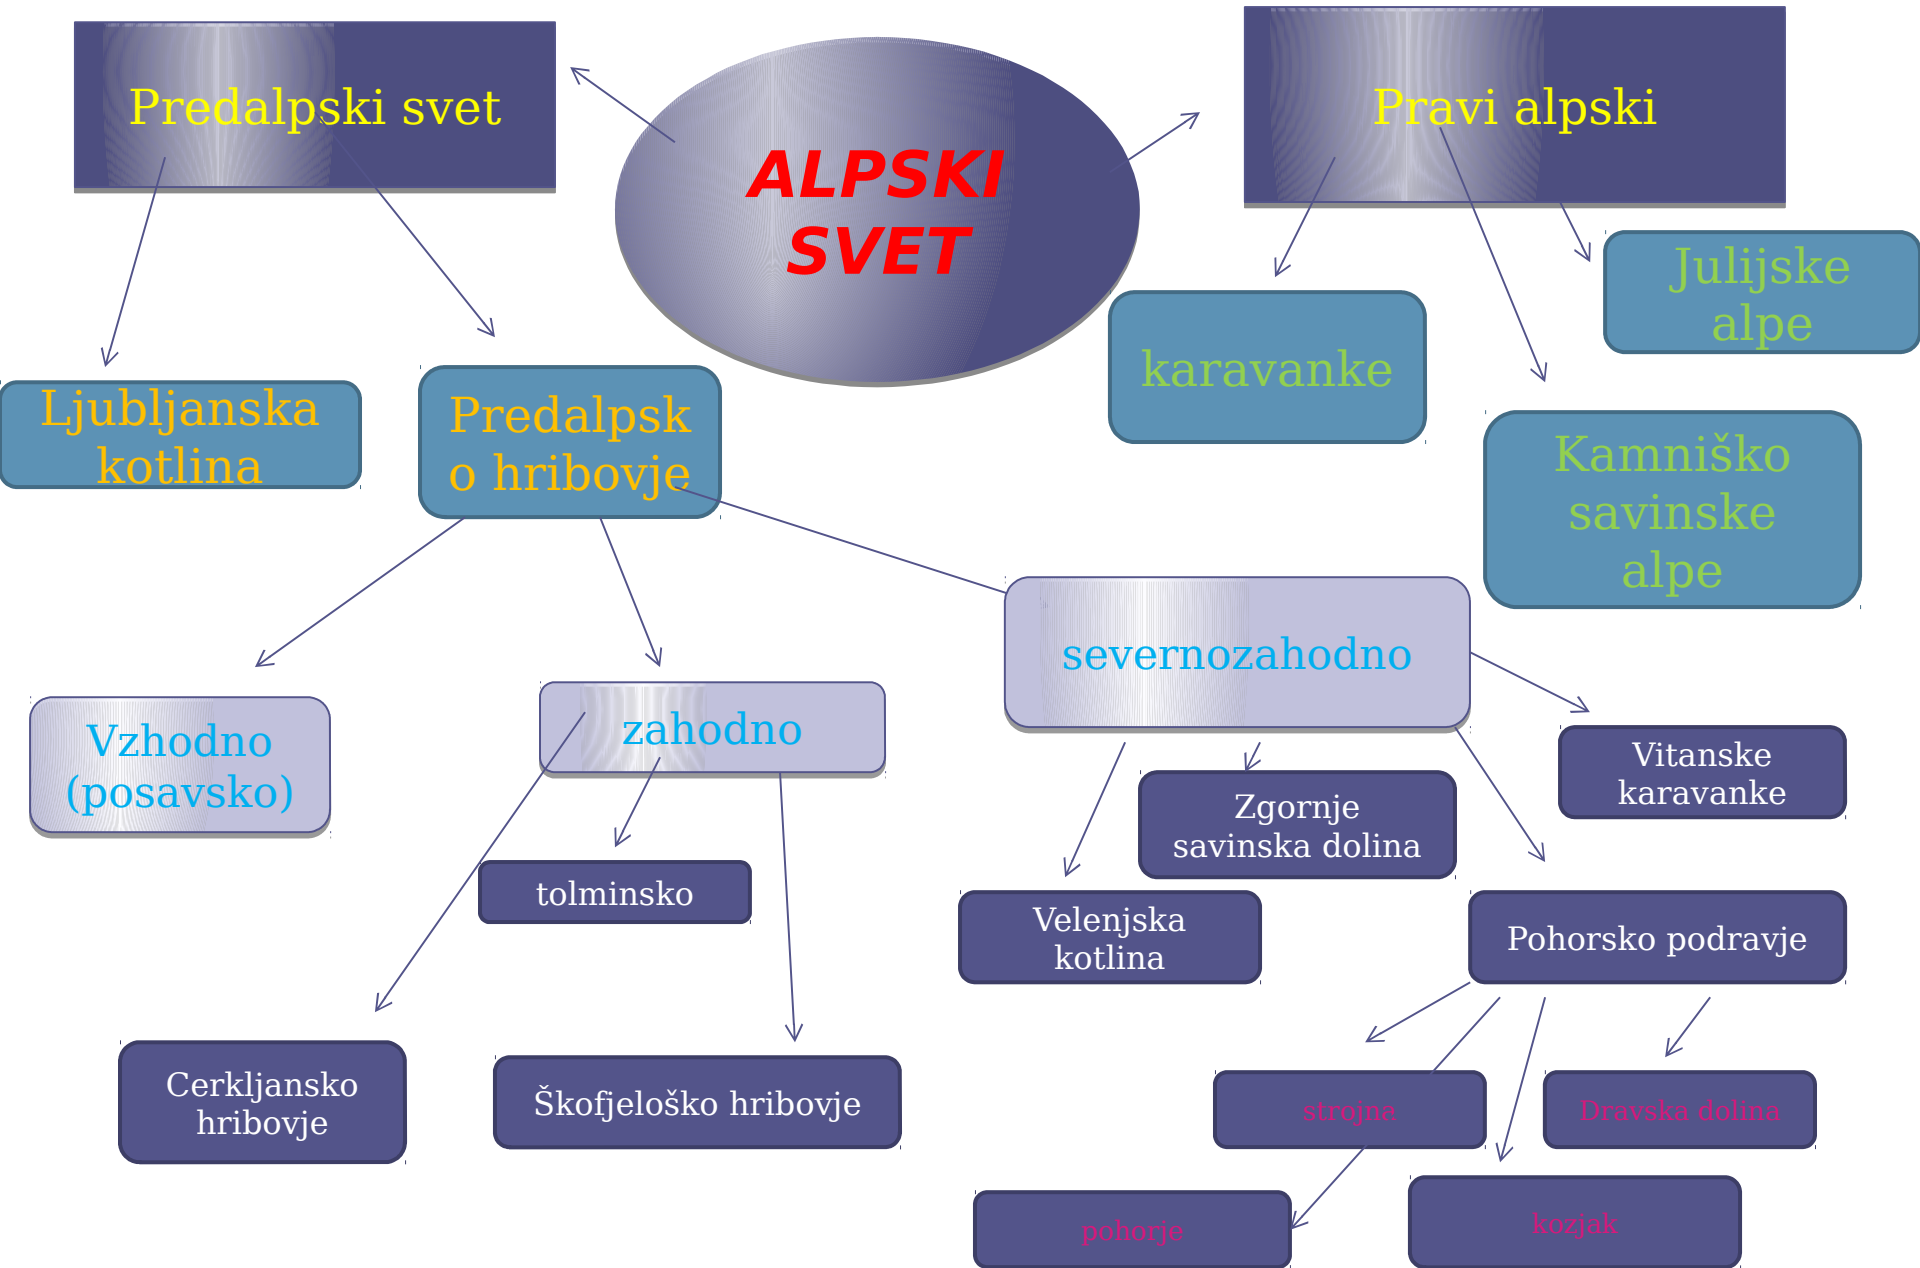 Predalpski svet
ALPSKI
SVET
Pravi alpski
Julijske
alpe
karavanke
Ljubljanska
kotlina
Predalpsk
o hribovje
Kamniško
savinske
alpe
severnozahodno
Vzhodno
(posavsko)
zahodno
Vitanske
karavanke
Zgornje
savinska dolina
tolminsko
Velenjska
kotlina
Pohorsko podravje
Cerkljansko
hribovje
Škofjeloško hribovje
strojna
Dravska dolina
pohorje
kozjak